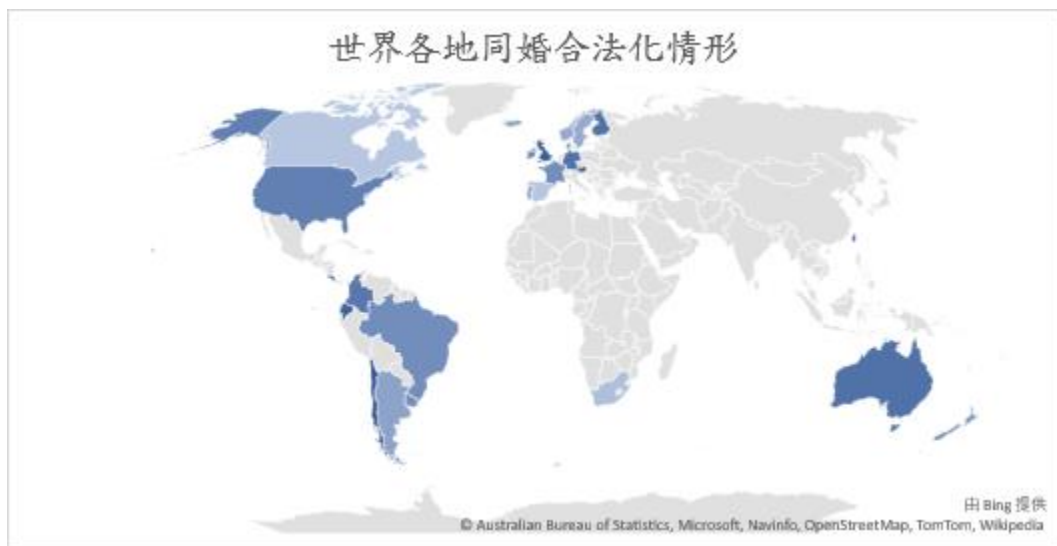 世界各地同婚合法化情形
由 Bing 提供
© Australian Bureau of Statistics, Microsoft, Navinfo, OpenStreetMap, TomTom, Wikipedia